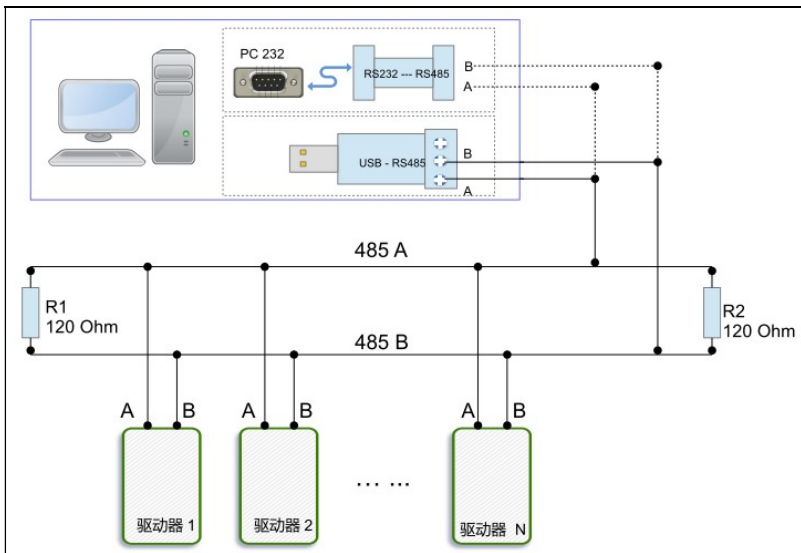 PC 232
RS232 --- RS485
B
A
USB - RS485
B
A
485 A
R1
120 Ohm
R2
120 Ohm
485 B
A
B
A
B
A
B
... ...
驱动器 1
驱动器 2
驱动器 N